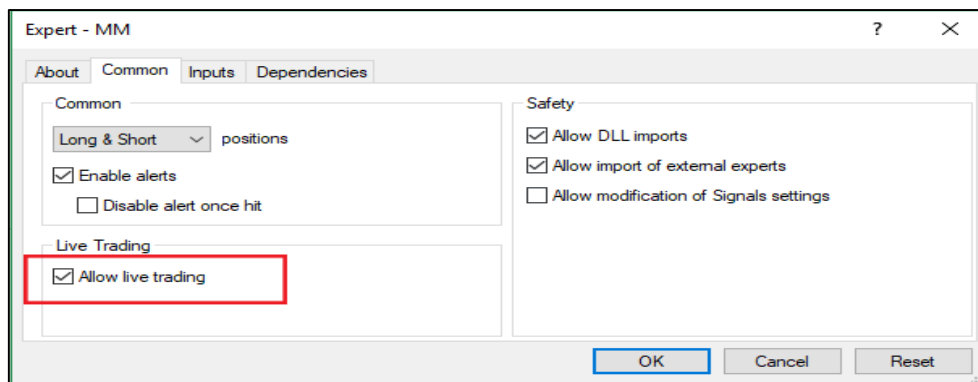 Expert - MM
?
About Common Inputs Dependencies
Common
Long & Short positions
Enable alerts
Disable alert once hit
Live Trading
Allow live trading
Safety
Allow DLL imports
Allow import of external experts
Allow modification of Signals settings
OK Cancel Reset